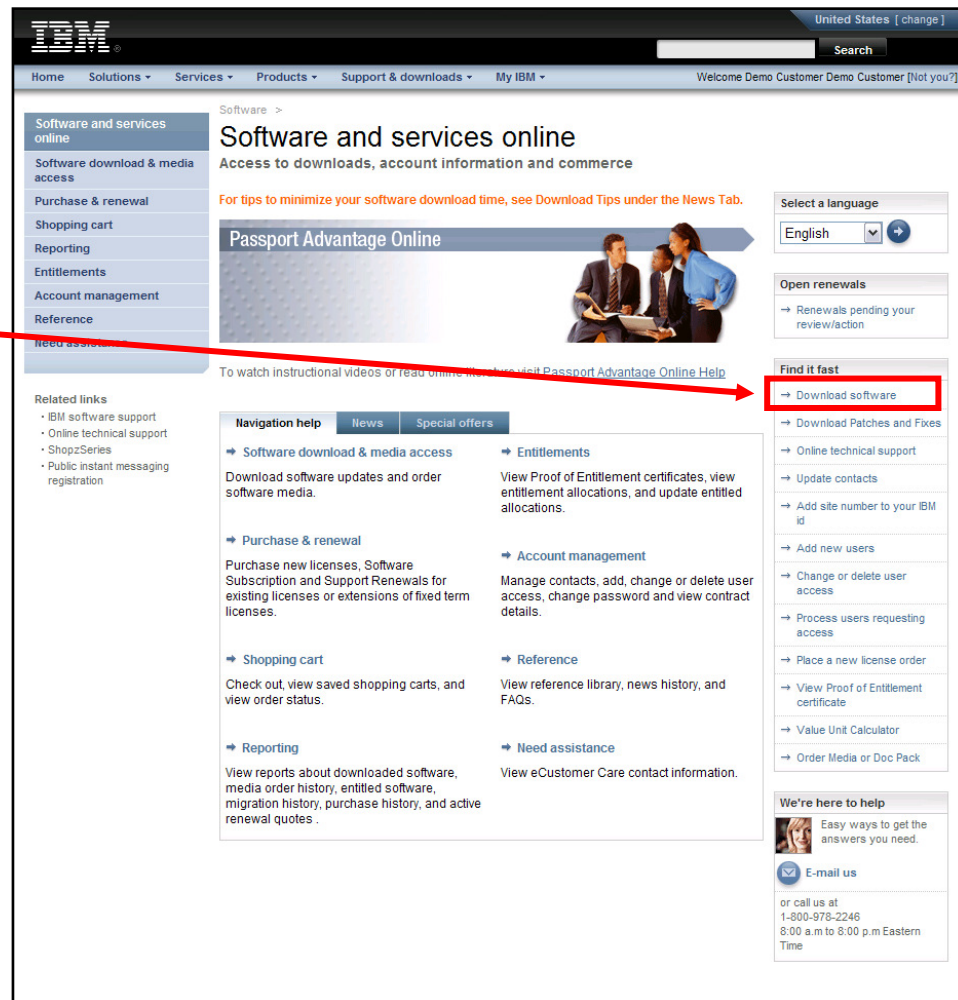 United States [ change ]
IBM®
Search
Home Solutions Services Products Support & downloads My IBM Welcome Demo Customer Demo Customer [Not you?]
Software and services
online
Software download & media
access
Purchase & renewal
Shopping cart
Reporting
Entitlements
Account management
Reference
Need assistance
Related links
· IBM software support
· Online technical support
· ShopzSeries
· Public instant messaging
registration
Software >
Software and services online
Access to downloads, account information and commerce
For tips to minimize your software download time, see Download Tips under the News Tab.
Passport Advantage Online
To watch instructional videos or read online literature visit Passport Advantage Online Help
Navigation help News Special offers
Software download & media access
Download software updates and order
software media.
Purchase & renewal
Purchase new licenses, Software
Subscription and Support Renewals for
existing licenses or extensions of fixed term
licenses.
Shopping cart
Check out, view saved shopping carts, and
view order status.
Reporting
View reports about downloaded software,
media order history, entitled software,
migration history, purchase history, and active
renewal quotes .
Entitlements
View Proof of Entitlement certificates, view
entitlement allocations, and update entitled
allocations.
Account management
Manage contacts, add, change or delete user
access, change password and view contract
details.
Reference
View reference library, news history, and
FAQs.
Need assistance
View eCustomer Care contact information.
Select a language
English
Open renewals
→ Renewals pending your
review/action
Find it fast
→ Download software
→ Download Patches and Fixes
→ Online technical support
→ Update contacts
→ Add site number to your IBM
id
→ Add new users
→ Change or delete user
access
→ Process users requesting
access
→ Place a new license order
→ View Proof of Entitlement
certificate
→ Value Unit Calculator
→ Order Media or Doc Pack
We're here to help
Easy ways to get the
answers you need.
E-mail us
or call us at
1-800-978-2246
8:00 a.m to 8:00 p.m Eastern
Time